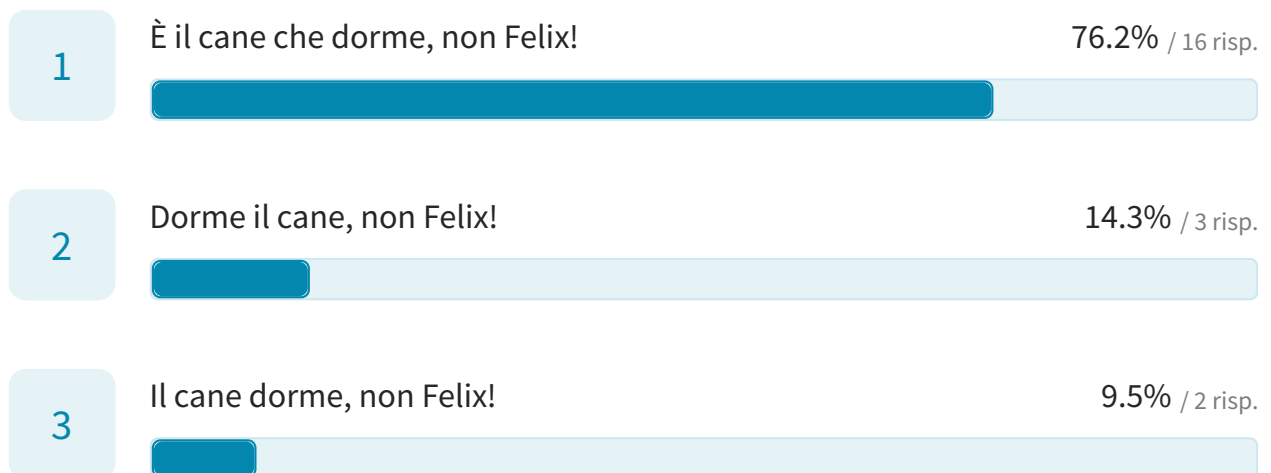 1
È il cane che dorme, non Felix!
76.2% / 16 risp.
2
Dorme il cane, non Felix!
14.3% / 3 risp.
3
Il cane dorme, non Felix!
9.5% / 2 risp.